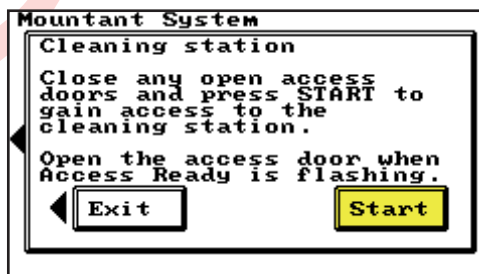 Mountant System
Cleaning station
Close any open access
doors and press START to
gain access to the
cleaning station.
Open the access door when
Access Ready is flashing.
Exit
Start